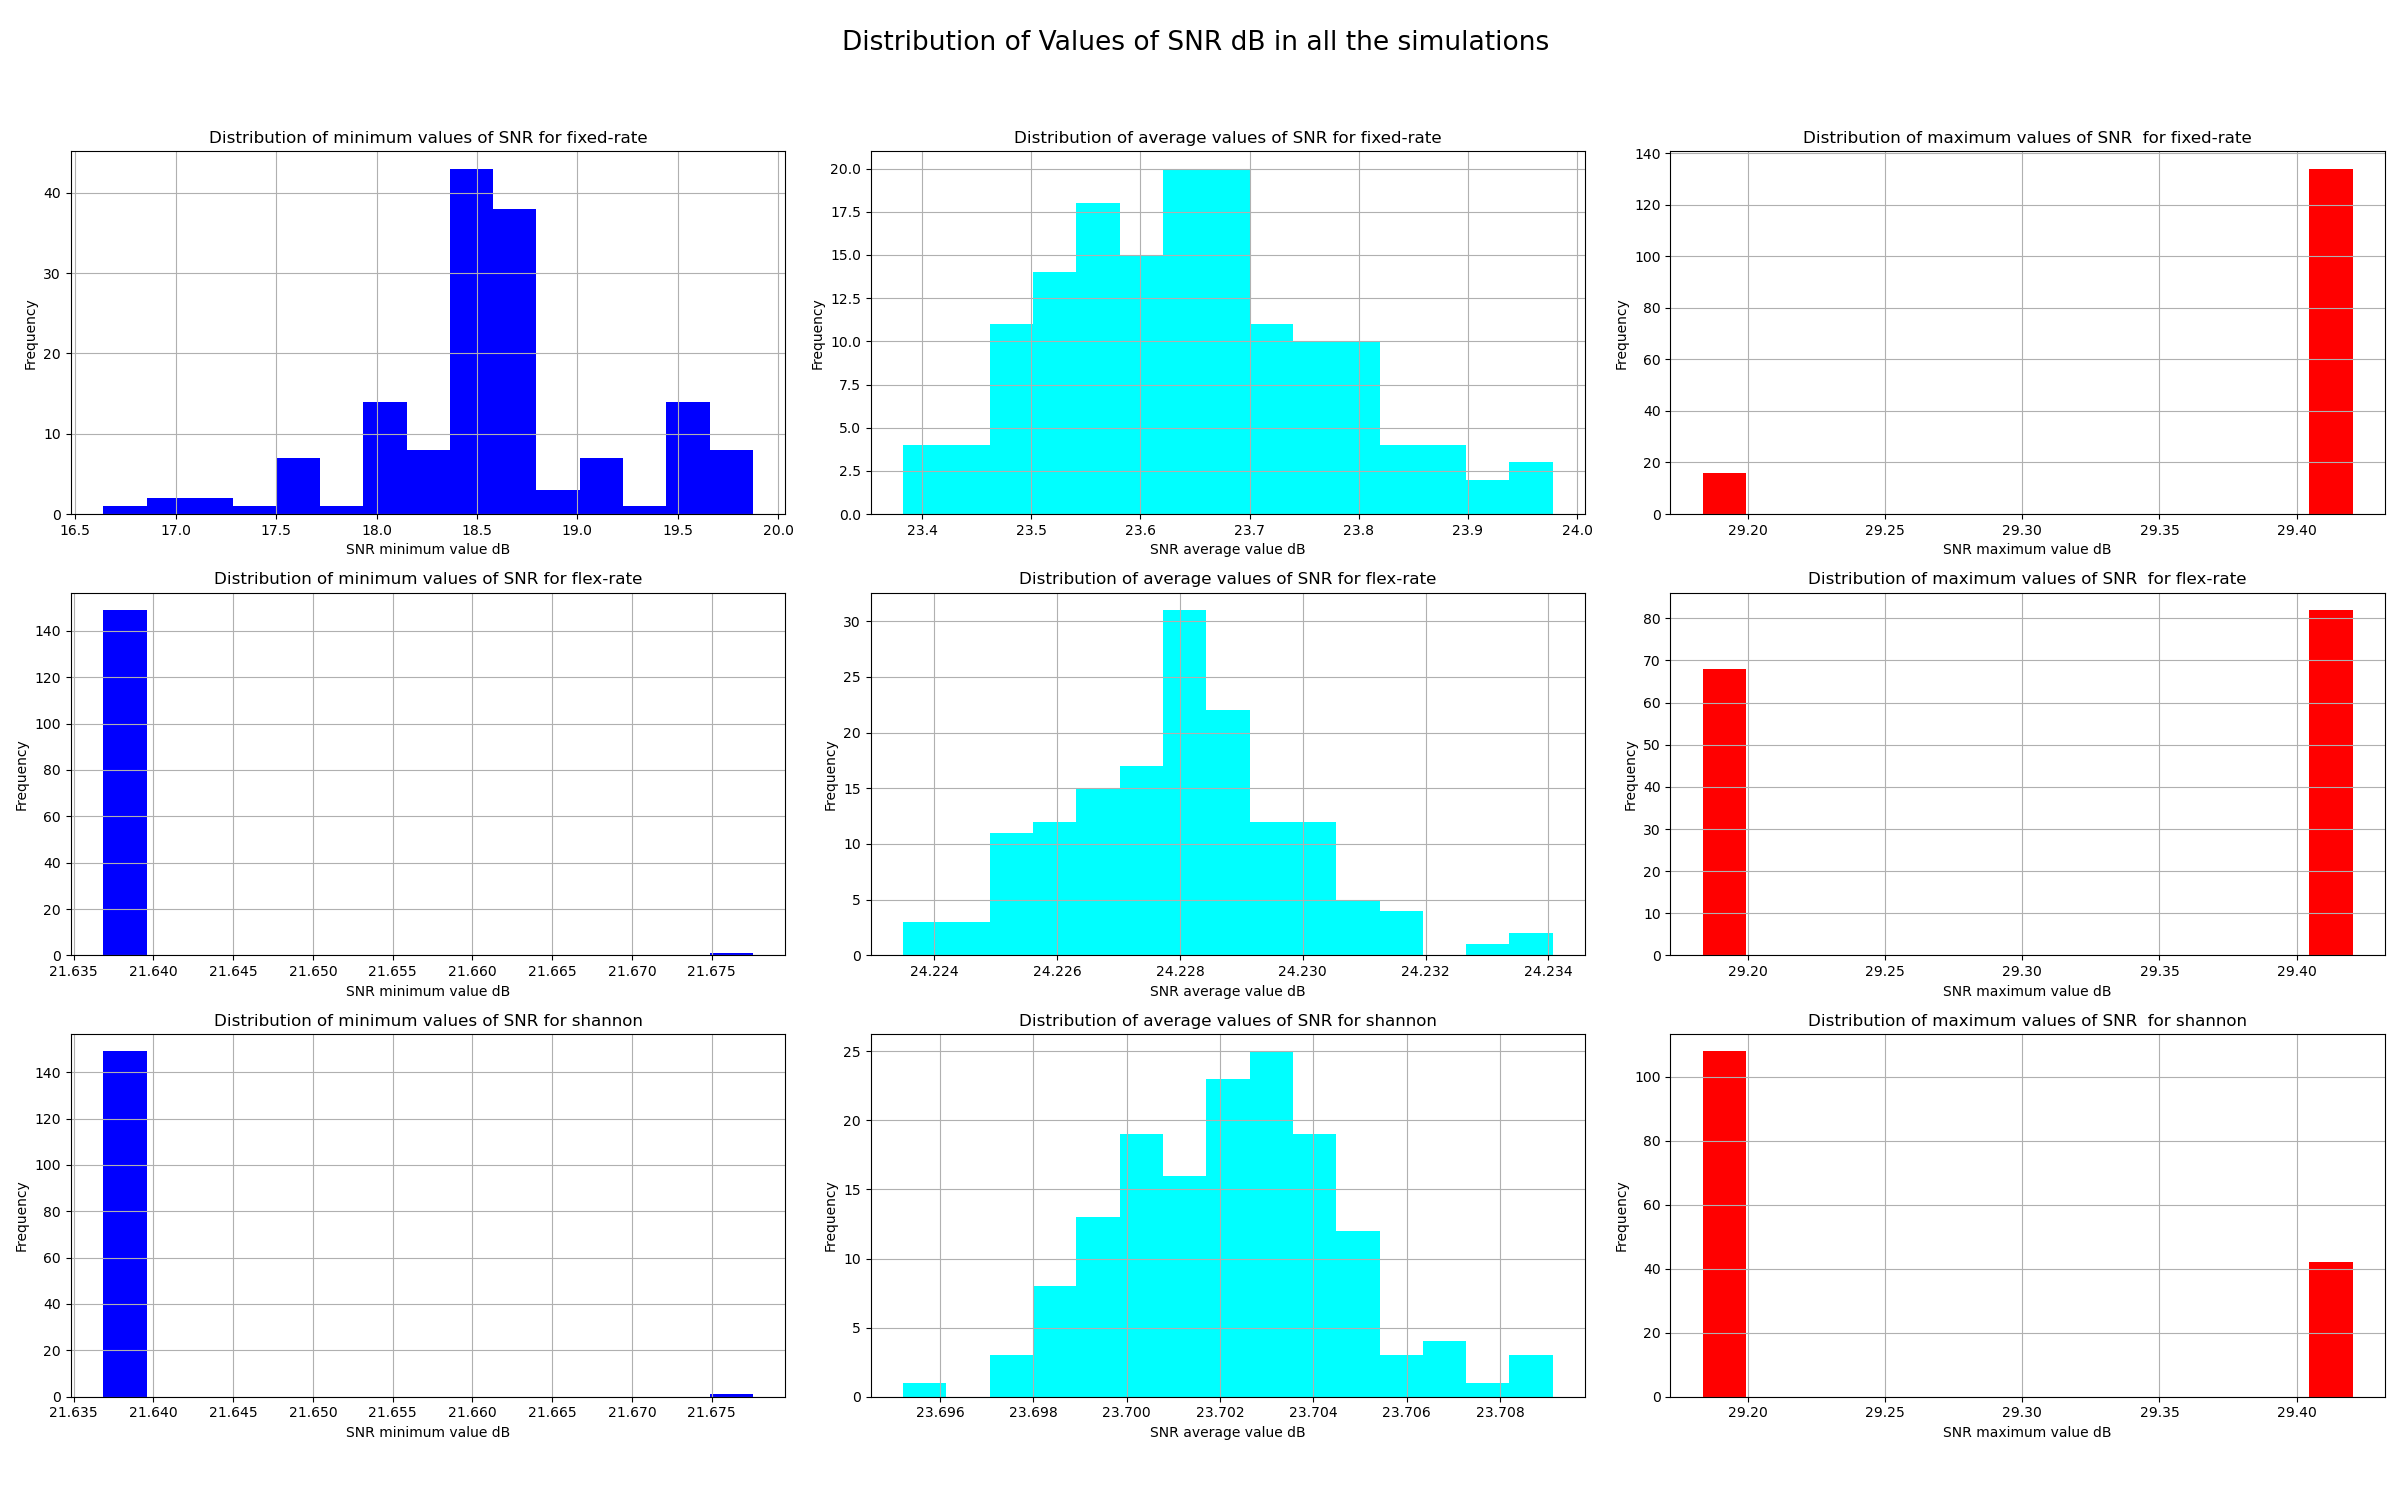 Distribution of Values of SNR dB in all the simulations
Distribution of minimum values of SNR for fixed-rate
Frequency
40
30
20
10
0
16.5 17.0 17.5 18.0 18.5 19.0 19.5 20.0
SNR minimum value dB
Distribution of average values of SNR for fixed-rate
Frequency
20.0
17.5
15.0
12.5
10.0
7.5
5.0
2.5
0.0
23.4 23.5 23.6 23.7 23.8 23.9 24.0
SNR average value dB
Distribution of maximum values of SNR  for fixed-rate
Frequency
140
120
100
80
60
40
20
0
29.20 29.25 29.30 29.35 29.40
SNR maximum value dB
Distribution of minimum values of SNR for flex-rate
Frequency
140
120
100
80
60
40
20
0
21.635 21.640 21.645 21.650 21.655 21.660 21.665 21.670 21.675
SNR minimum value dB
Distribution of average values of SNR for flex-rate
Frequency
30
25
20
15
10
5
0
24.224 24.226 24.228 24.230 24.232 24.234
SNR average value dB
Distribution of maximum values of SNR  for flex-rate
Frequency
80
70
60
50
40
30
20
10
0
29.20 29.25 29.30 29.35 29.40
SNR maximum value dB
Distribution of minimum values of SNR for shannon
Frequency
140
120
100
80
60
40
20
0
21.635 21.640 21.645 21.650 21.655 21.660 21.665 21.670 21.675
SNR minimum value dB
Distribution of average values of SNR for shannon
Frequency
25
20
15
10
5
0
23.696 23.698 23.700 23.702 23.704 23.706 23.708
SNR average value dB
Distribution of maximum values of SNR  for shannon
Frequency
100
80
60
40
20
0
29.20 29.25 29.30 29.35 29.40
SNR maximum value dB